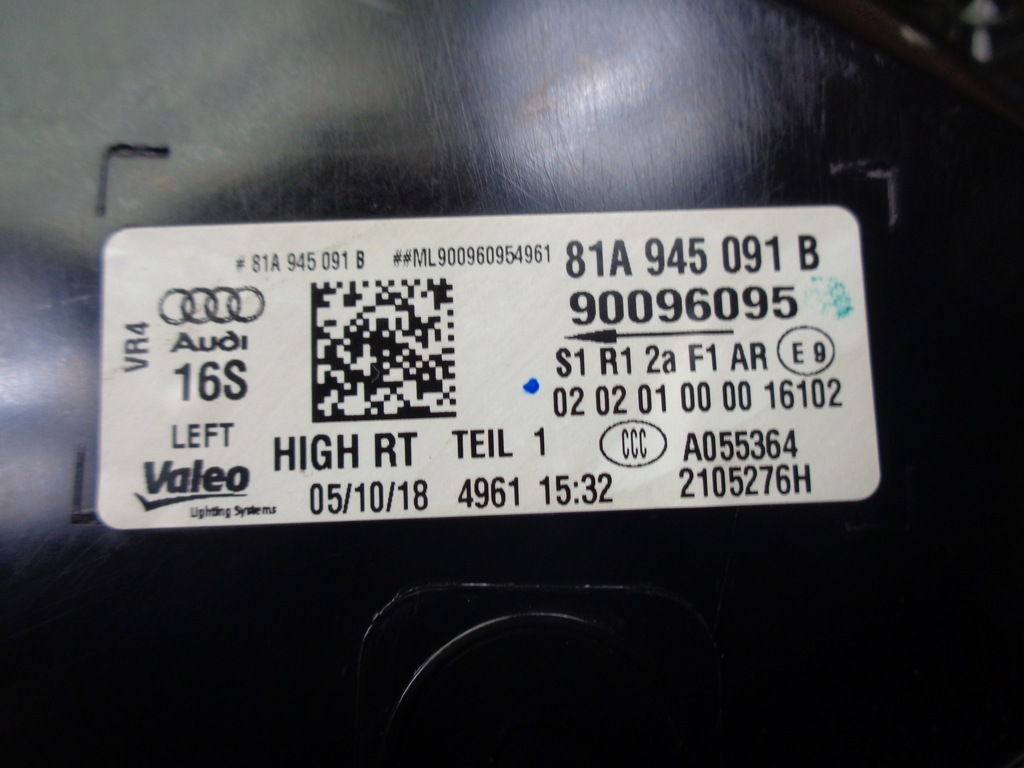 # 81A 945 091 B ##ML900960954961 81A 945 091 B
90096095
VR4
Audi
16S
S1 R1 2a F1 AR E 9
02 02 01 00 00 16102
LEFT
HIGH RT TEIL 1 CCC A055364
Valeo
Lighting Systems
05/10/18 4961 15:32 2105276H